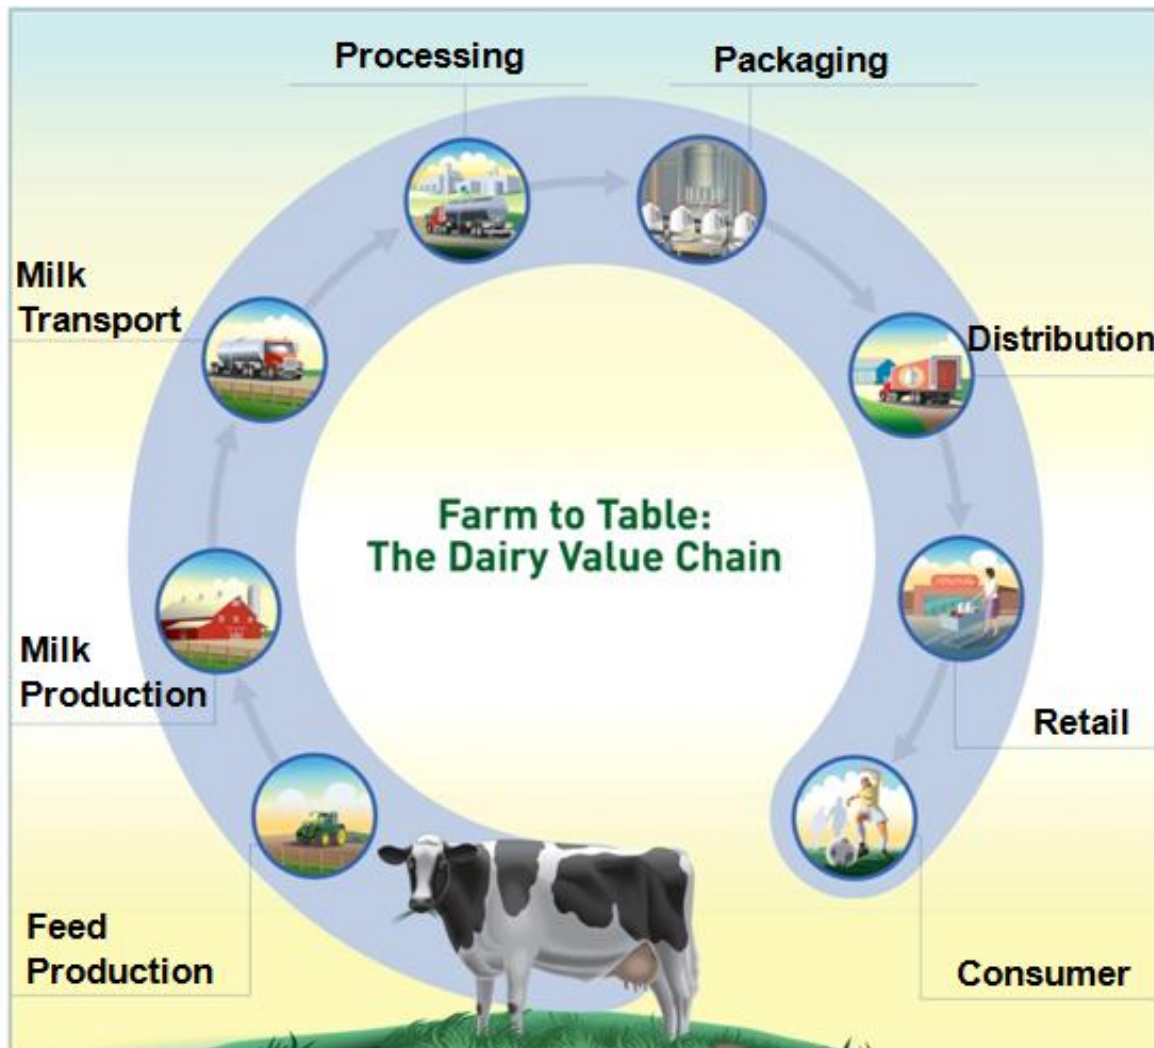 Processing
Packaging
Milk
Transport
Distribution
Farm to Table:
The Dairy Value Chain
Milk
Production
Retail
Feed
Production
Consumer